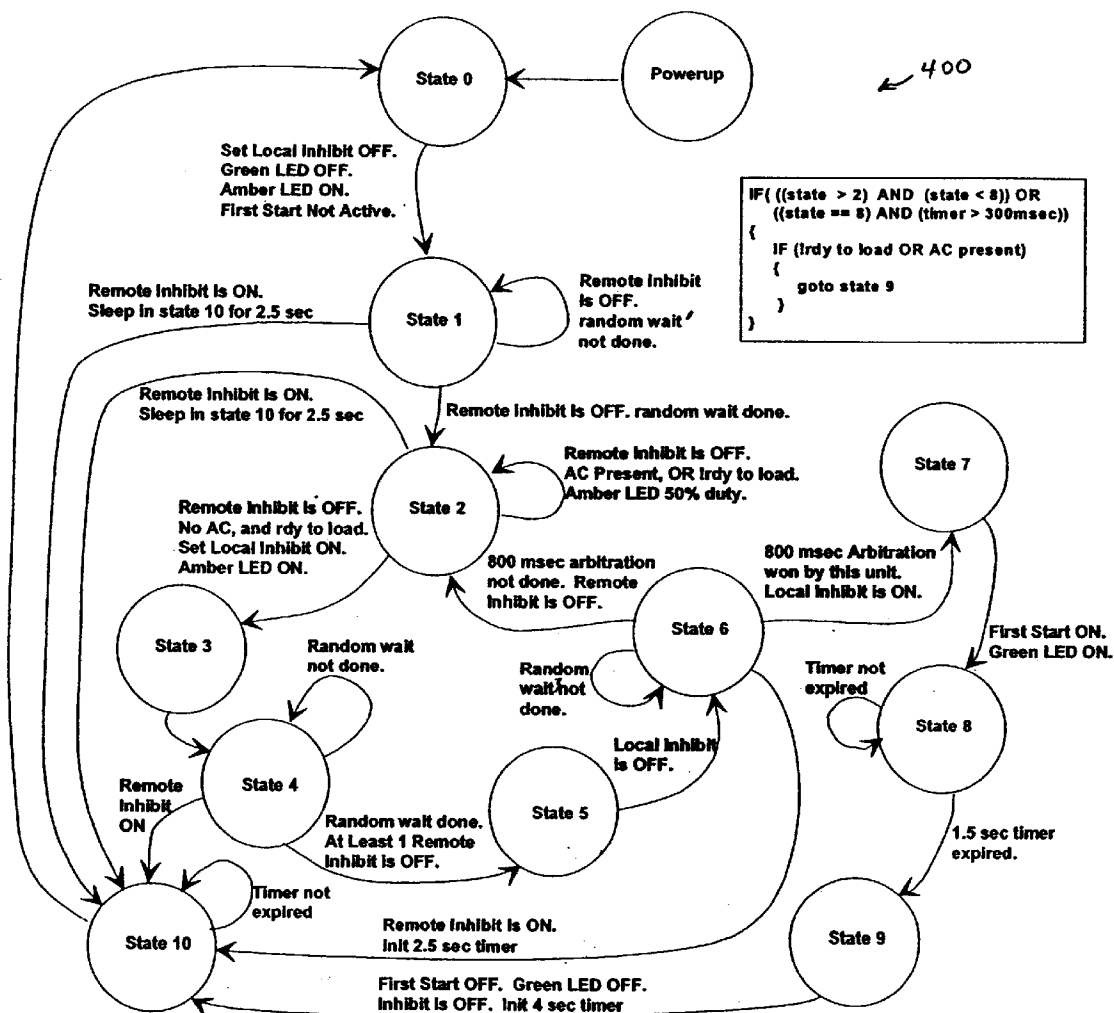 State 0
Powerup
400
Set Local Inhibit OFF.
Green LED OFF.
Amber LED ON.
First Start Not Active.
IF( ((state > 2) AND (state < 8)) OR
((state == 8) AND (timer > 300msec))
{
IF (!rdy to load OR AC present)
{
goto state 9
}
}
Remote Inhibit is ON.
Sleep in state 10 for 2.5 sec
State 1
Remote Inhibit
is OFF.
random wait
not done.
Remote Inhibit is ON.
Sleep in state 10 for 2.5 sec
Remote Inhibit is OFF. random wait done.
State 2
Remote Inhibit is OFF.
AC Present, OR !rdy to load.
Amber LED 50% duty.
State 7
Remote Inhibit is OFF.
No AC, and rdy to load.
Set Local Inhibit ON.
Amber LED ON.
800 msec arbitration
not done. Remote
Inhibit is OFF.
800 msec Arbitration
won by this unit.
Local Inhibit is ON.
State 3
Random wait
not done.
State 6
First Start ON.
Green LED ON.
Random
wait not
done.
Timer not
expired
State 8
Local Inhibit
is OFF.
Remote
Inhibit
ON
State 4
State 5
Random wait done.
At Least 1 Remote
Inhibit is OFF.
1.5 sec timer
expired.
Timer not
expired
State 10
Remote Inhibit is ON.
Init 2.5 sec timer
State 9
First Start OFF. Green LED OFF.
Inhibit is OFF. Init 4 sec timer